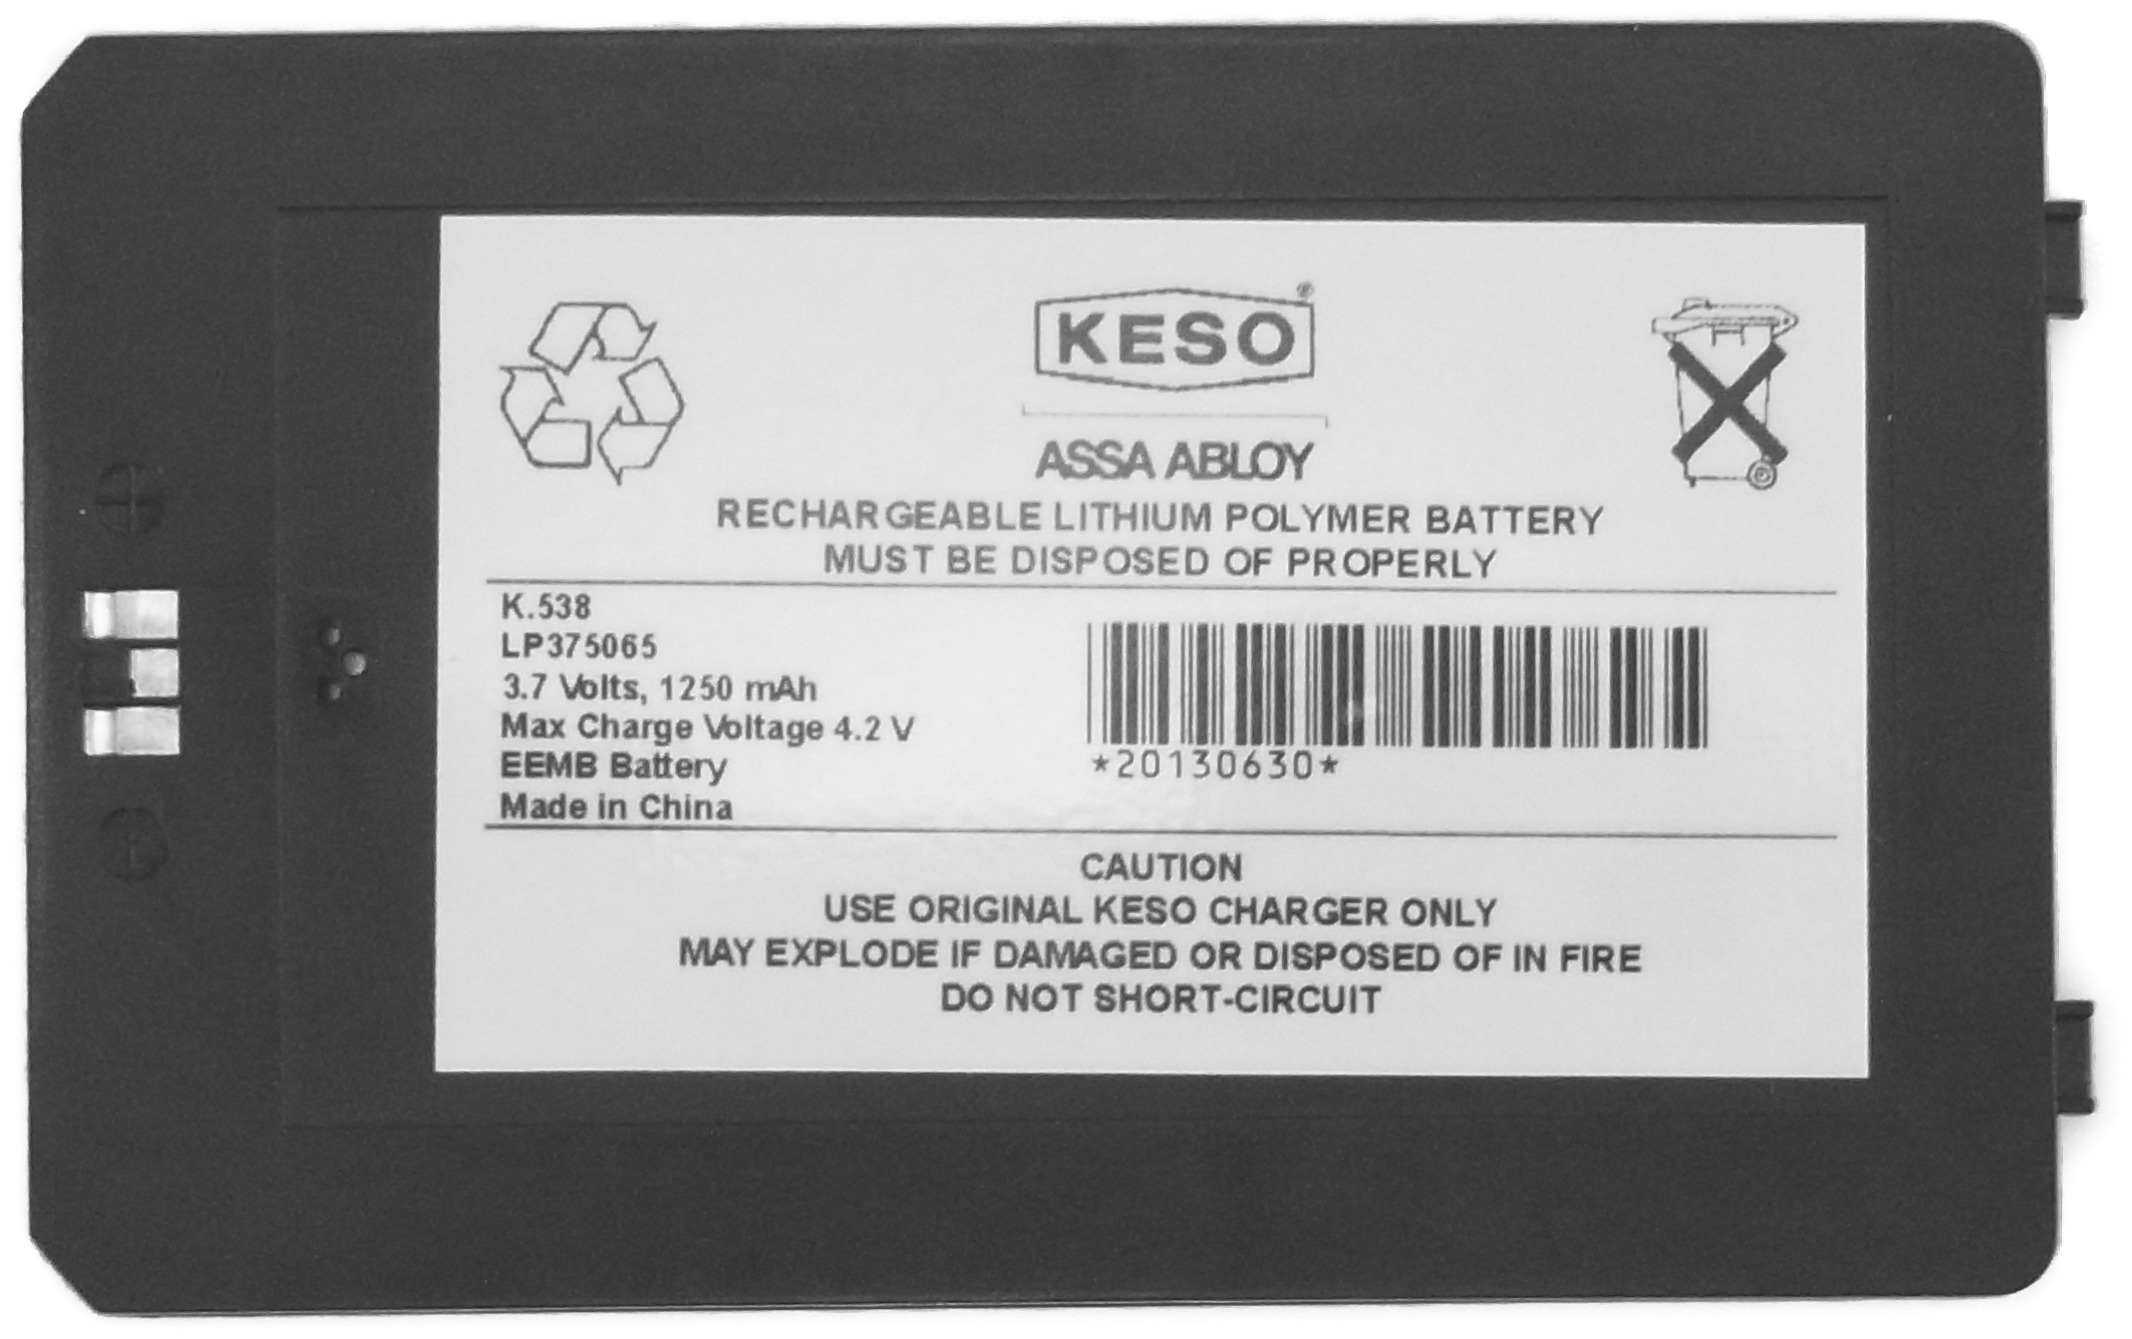 KESO®
ASSA ABLOY
RECHARGEABLE LITHIUM POLYMER BATTERY
MUST BE DISPOSED OF PROPERLY
K.538
LP375065
3.7 Volts, 1250 mAh
Max Charge Voltage 4.2 V
EEMB Battery
Made in China
*20130630*
CAUTION
USE ORIGINAL KESO CHARGER ONLY
MAY EXPLODE IF DAMAGED OR DISPOSED OF IN FIRE
DO NOT SHORT-CIRCUIT